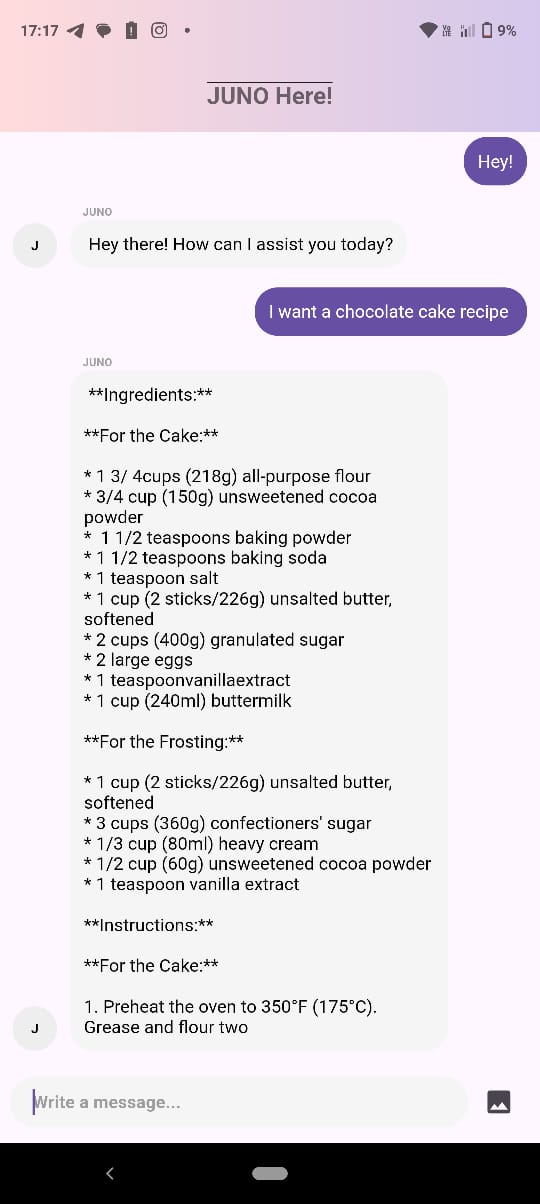 17:17 9%
JUNO Here!
Hey!
JUNO
J
Hey there! How can I assist you today?
I want a chocolate cake recipe
JUNO
**Ingredients:**
**For the Cake:**
* 1 3/ 4cups (218g) all-purpose flour
* 3/4 cup (150g) unsweetened cocoa
powder
*  1 1/2 teaspoons baking powder
* 1 1/2 teaspoons baking soda
* 1 teaspoon salt
* 1 cup (2 sticks/226g) unsalted butter,
softened
* 2 cups (400g) granulated sugar
* 2 large eggs
* 1 teaspoonvanillaextract
* 1 cup (240ml) buttermilk
**For the Frosting:**
* 1 cup (2 sticks/226g) unsalted butter,
softened
* 3 cups (360g) confectioners' sugar
* 1/3 cup (80ml) heavy cream
* 1/2 cup (60g) unsweetened cocoa powder
* 1 teaspoon vanilla extract
**Instructions:**
**For the Cake:**
1. Preheat the oven to 350°F (175°C).
Grease and flour two
J
Write a message...